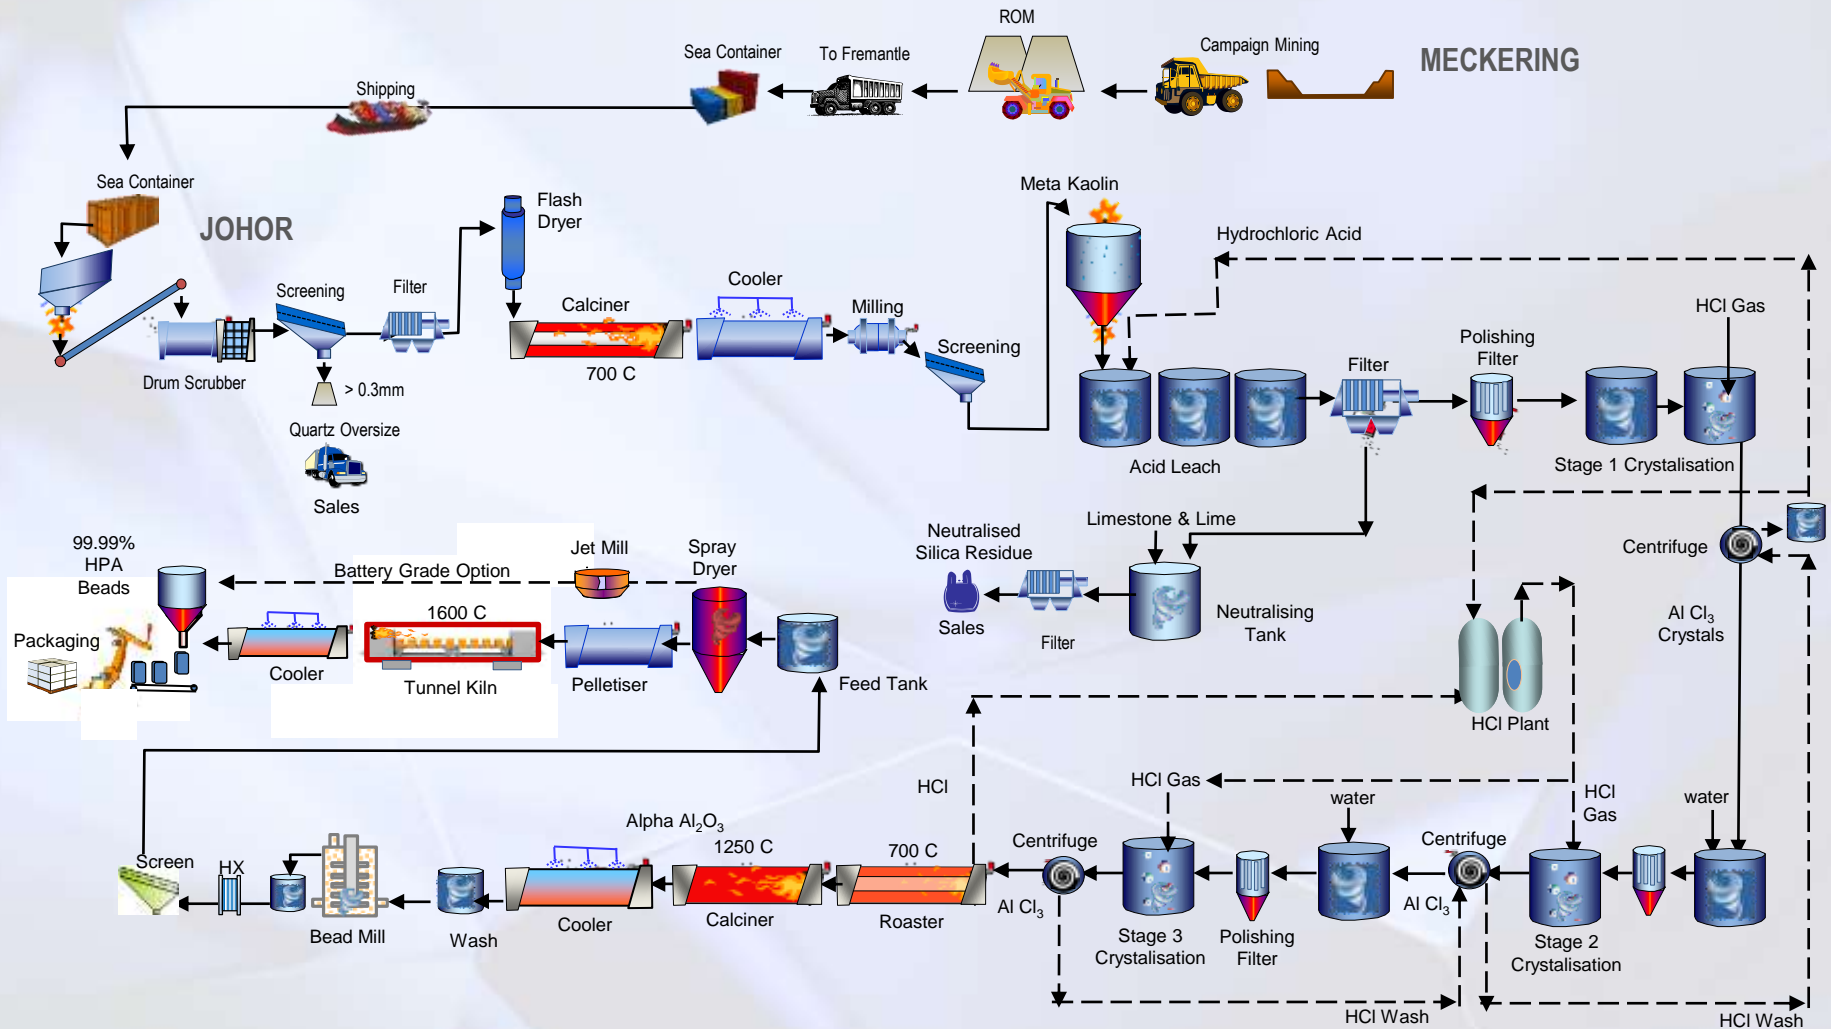 ROM
MECKERING
Campaign Mining
To Fremantle
Sea Container
Shipping
Sea Container
JOHOR
Flash
Dryer
Meta Kaolin
Hydrochloric Acid
Screening
Filter
Calciner
Cooler
Milling
Screening
HCl Gas
Polishing
Filter
Filter
700 C
Drum Scrubber
> 0.3mm
Quartz Oversize
Sales
Acid Leach
Stage 1 Crystalisation
99.99%
HPA
Beads
Battery Grade Option
Jet Mill
Spray
Dryer
Neutralised
Silica Residue
Limestone & Lime
Centrifuge
1600 C
Packaging
Cooler
Tunnel Kiln
Pelletiser
Feed Tank
Sales
Filter
Neutralising
Tank
Al Cl3
Crystals
HCl Plant
HCl
HCl Gas
water
HCl
Gas
water
Alpha Al2O3
Screen
HX
1250 C
700 C
Centrifuge
Centrifuge
Bead Mill
Wash
Cooler
Calciner
Roaster
Al Cl3
Stage 3
Crystalisation
Polishing
Filter
Al Cl3
Stage 2
Crystalisation
HCl Wash
HCl Wash